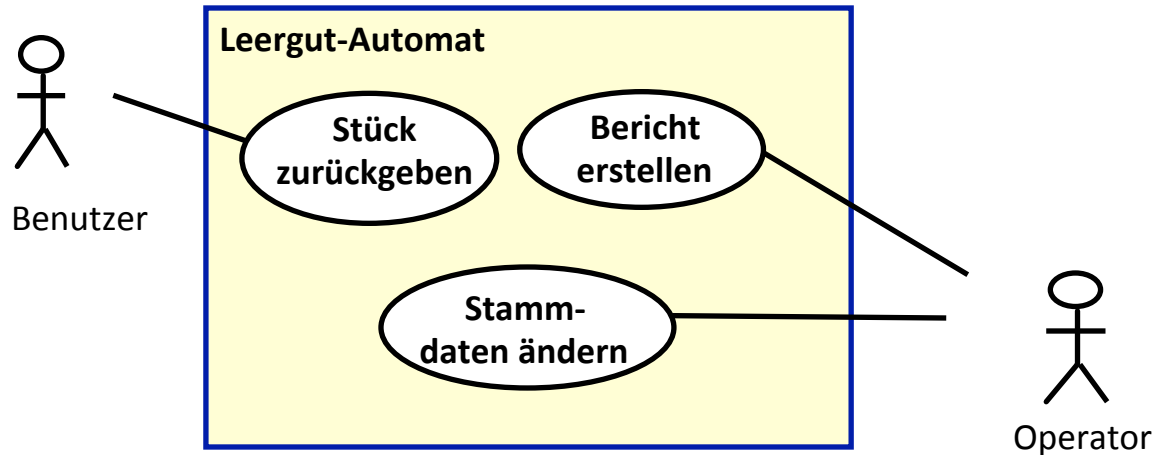 Leergut-Automat
Stück
zurückgeben
Bericht
erstellen
Benutzer
Stamm-
daten ändern
Operator